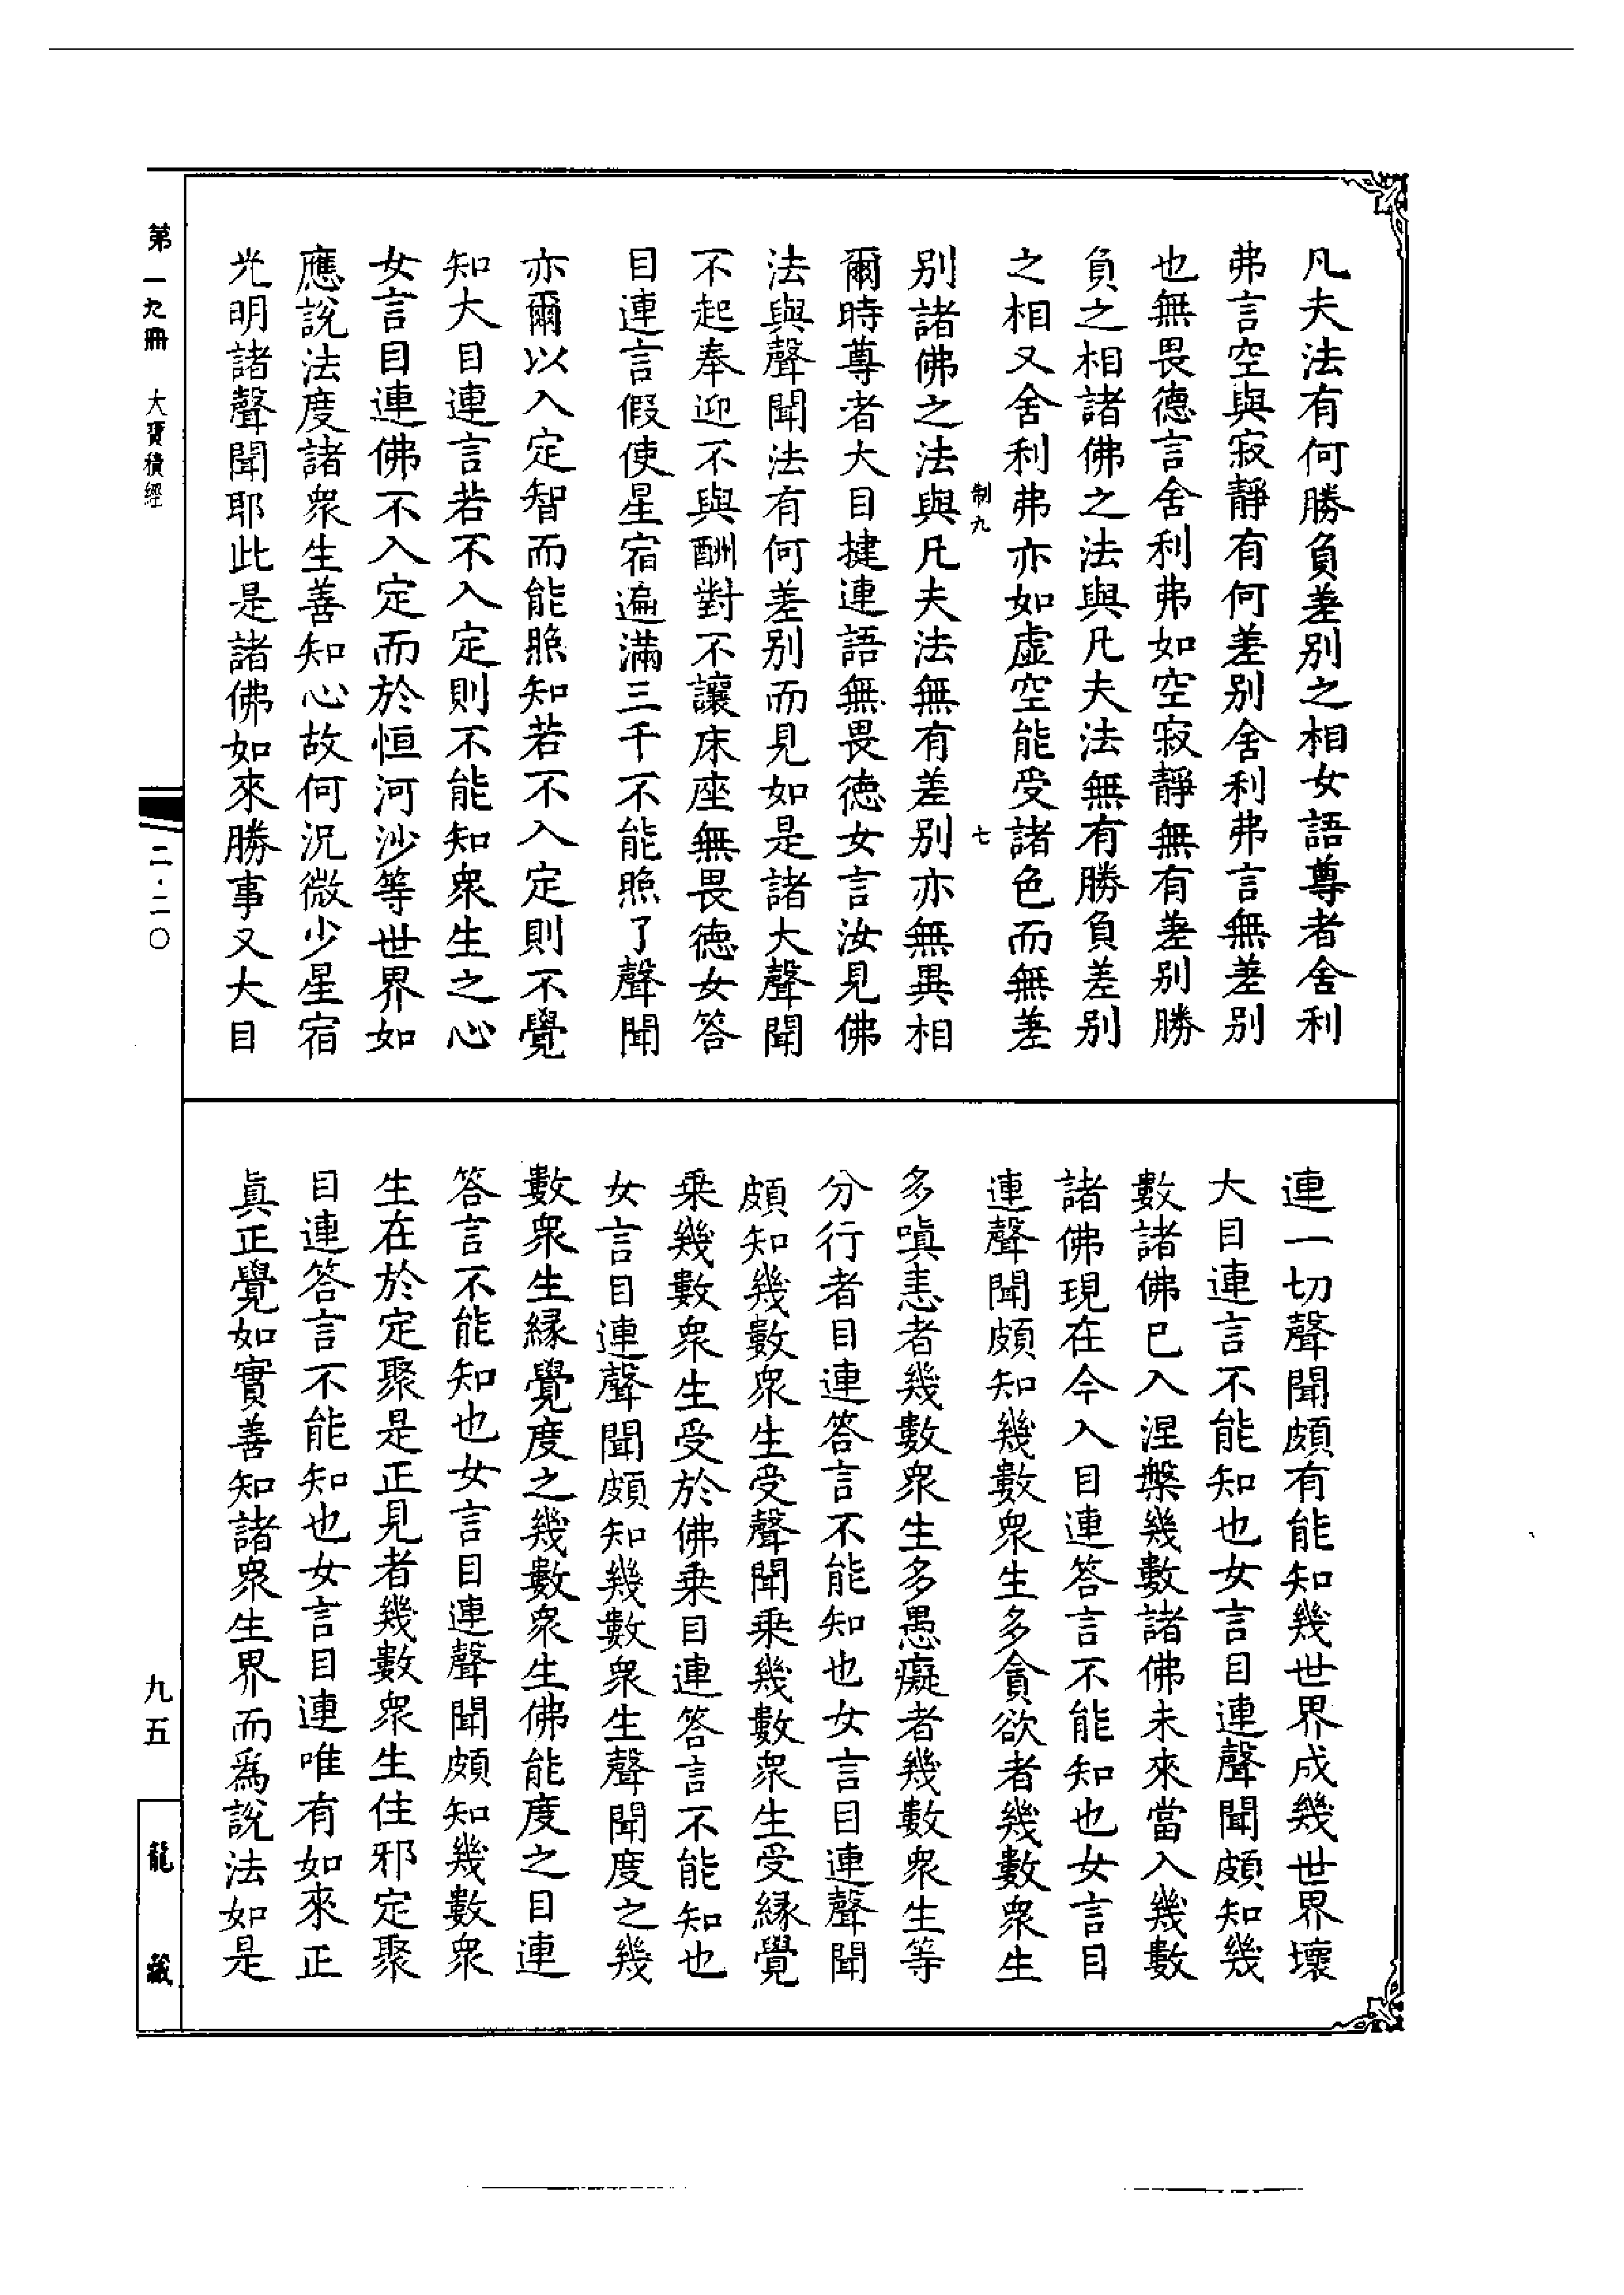 凡夫法有何勝負差別之相女語尊者舍利
弗言空與寂靜有何差別舍利弗言無差別
也無畏德言舍利弗如空寂靜無有差別勝
負之相諸佛之法與凡夫法無有勝負差別
之相又舍利弗亦如虛空能受諸色而無差
制九 七
別諸佛之法與凡夫法無有差別亦無異相
爾時尊者大目揵連語無畏德女言汝見佛
法與聲聞法有何差別而見如是諸大聲聞
不起奉迎不與酬對不讓床座無畏德女答
目連言假使星宿遍滿三千不能照了聲聞
亦爾以入定智而能照知若不入定則不覺
知大目連言若不入定則不能知眾生之心
女言目連佛不入定而於恒河沙等世界如
應說法度諸眾生善知心故何況微少星宿
光明諸聲聞耶此是諸佛如來勝事又大目
連一切聲聞頗有能知幾世界成幾世界壞
大目連言不能知也女言目連聲聞頗知幾
數諸佛已入涅槃幾數諸佛未來當入幾數
諸佛現在今入目連答言不能知也女言目
連聲聞頗知幾數眾生多貪欲者幾數眾生
多嗔恚者幾數眾生多愚癡者幾數眾生等
分行者目連答言不能知也女言目連聲聞
頗知幾數眾生受聲聞乘幾數眾生受緣覺
乘幾數眾生受於佛乘目連答言不能知也
女言目連聲聞頗知幾數眾生聲聞度之幾
數眾生緣覺度之幾數眾生佛能度之目連
答言不能知也女言目連聲聞頗知幾數眾
生在於定聚是正見者幾數眾生住邪定聚
目連答言不能知也女言目連唯有如來正
真正覺如實善知諸眾生界而為說法如是
第一九冊 大寶積經
二·二〇
九五
龍藏